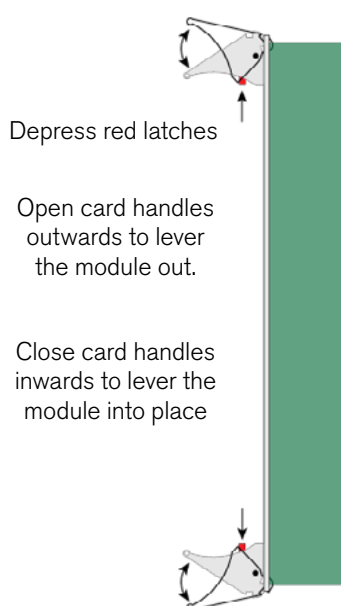 Depress red latches
Open card handles
outwards to lever
the module out.
Close card handles
inwards to lever the
module into place